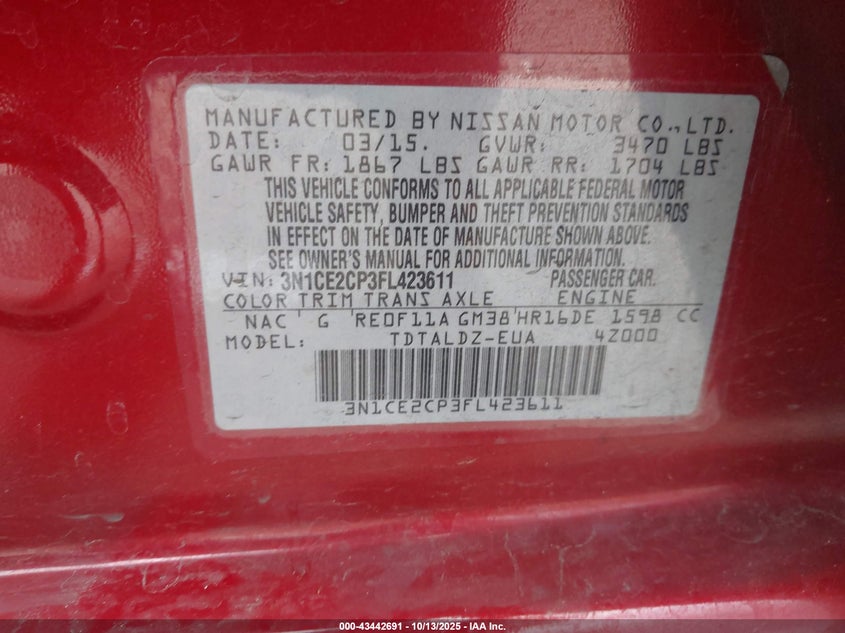 MANUFACTURED BY NISSAN MOTOR CO., LTD.
DATE: 03/15. GVWR: 3470 LBS
GAWR FR: 1867 LBS GAWR RR: 1704 LBS
THIS VEHICLE CONFORMS TO ALL APPLICABLE FEDERAL MOTOR
VEHICLE SAFETY, BUMPER AND THEFT PREVENTION STANDARDS
IN EFFECT ON THE DATE OF MANUFACTURE SHOWN ABOVE.
SEE OWNER'S MANUAL FOR ADDITIONAL INFORMATION.
VIN: 3N1CE2CP3FL423611 PASSENGER CAR.
COLOR TRIM TRANS AXLE ENGINE
NAC G RE0F11A GM38 HR16DE 1598 CC
MODEL: TDTALDZ-EUA 4Z000
3N1CE2CP3FL423611
000-43442691 | 10/13/2025 | IAA Inc.